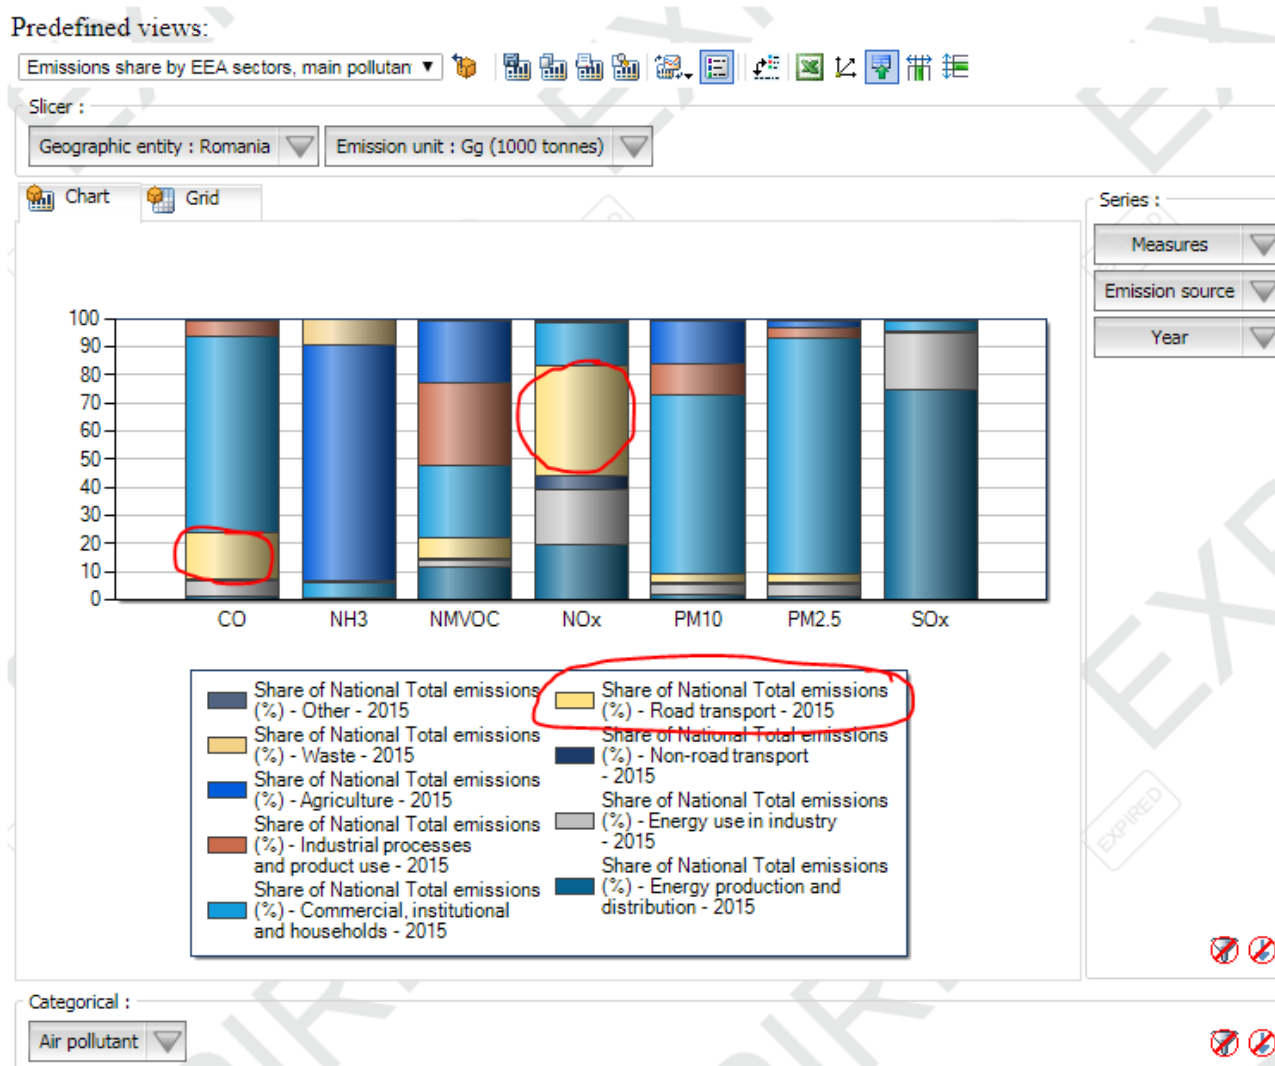 Predefined views:
Emissions share by EEA sectors, main pollutan
Slicer :
Geographic entity : Romania
Emission unit : Gg (1000 tonnes)
Chart
Grid
Series :
Measures
Emission source
Year
100
90
80
70
60
50
40
30
20
10
0
CO NH3 NMVOC NOx PM10 PM2.5 SOx
Share of National Total emissions
(%) - Other - 2015
Share of National Total emissions
(%) - Waste - 2015
Share of National Total emissions
(%) - Agriculture - 2015
Share of National Total emissions
(%) - Industrial processes
and product use - 2015
Share of National Total emissions
(%) - Commercial, institutional
and households - 2015
Share of National Total emissions
(%) - Road transport - 2015
Share of National Total emissions
(%) - Non-road transport
- 2015
Share of National Total emissions
(%) - Energy use in industry
- 2015
Share of National Total emissions
(%) - Energy production and
distribution - 2015
EXPIRED
EXPIRED
Categorical :
Air pollutant